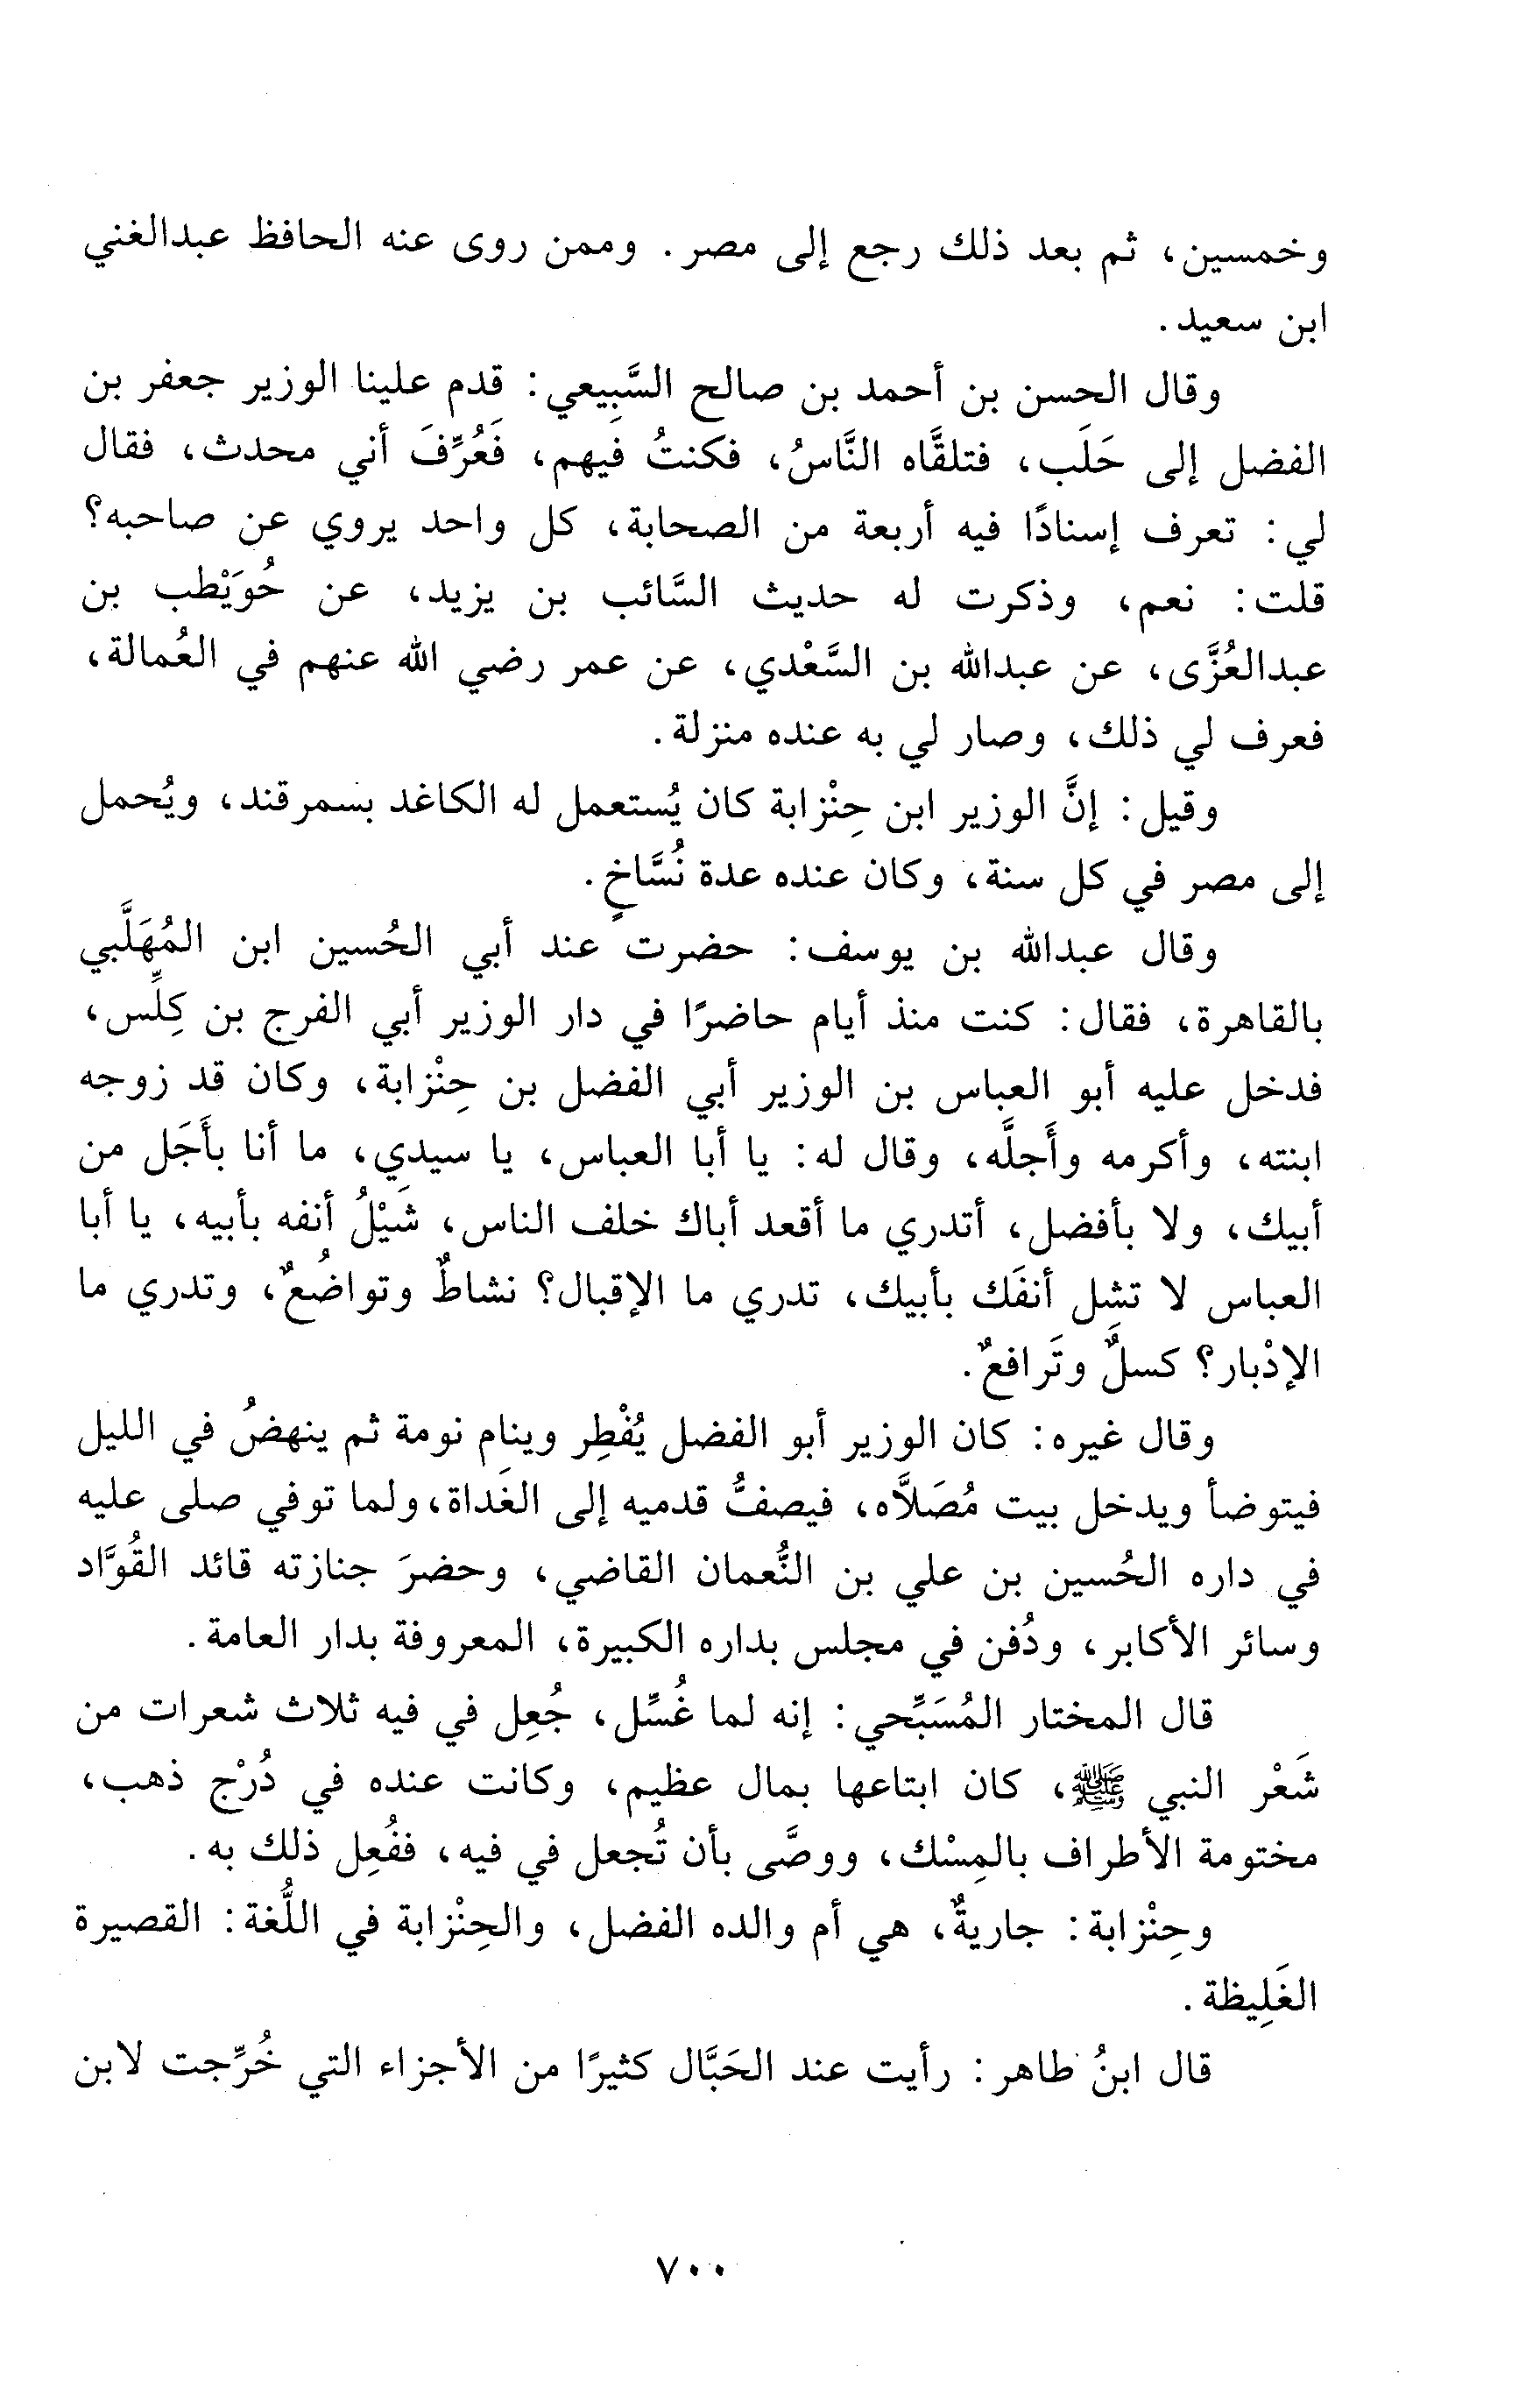 وخمسين، ثم بعد ذلك رجع إلى مصر. وممن روى عنه الحافظ عبدالغني
ابن سعيد.
وقال الحسن بن أحمد بن صالح السَّبِيعي: قدم علينا الوزير جعفر بن
الفضل إلى حَلَب، فتلقَّاه النَّاسُ، فكنتُ فيهم، فَعُرِّفَ أني محدث، فقال
لي: تعرف إسنادًا فيه أربعة من الصحابة، كل واحد يروي عن صاحبه؟
قلت: نعم، وذكرت له حديث السَّائب بن يزيد، عن حُوَيْطب بن
عبدالعُزَّى، عن عبدالله بن السَّعْدي، عن عمر رضي الله عنهم في العُمالة،
فعرف لي ذلك، وصار لي به عنده منزلة.
وقيل: إنَّ الوزير ابن حِنْزابة كان يُستعمل له الكاغد بسمرقند، ويُحمل
إلى مصر في كل سنة، وكان عنده عدة نُسَّاخٍ.
وقال عبدالله بن يوسف: حضرت عند أبي الحُسين ابن المُهَلَّبي
بالقاهرة، فقال: كنت منذ أيام حاضرًا في دار الوزير أبي الفرج بن كِلِّس،
فدخل عليه أبو العباس بن الوزير أبي الفضل بن حِنْزابة، وكان قد زوجه
ابنته، وأكرمه وأَجلَّه، وقال له: يا أبا العباس، يا سيدي، ما أنا بأَجَل من
أبيك، ولا بأفضل، أتدري ما أقعد أباك خلف الناس، شَيْلُ أنفه بأبيه، يا أبا
العباس لا تشِل أنفَك بأبيك، تدري ما الإقبال؟ نشاطٌ وتواضُعٌ، وتدري ما
الإدْبار؟ كسلٌ وتَرافعٌ.
وقال غيره: كان الوزير أبو الفضل يُفْطِر وينام نومة ثم ينهضُ في الليل
فيتوضأ ويدخل بيت مُصَلاَّه، فيصفُّ قدميه إلى الغَداة، ولما توفي صلى عليه
في داره الحُسين بن علي بن النُّعمان القاضي، وحضرَ جنازته قائد القُوَّاد
وسائر الأكابر، ودُفن في مجلس بداره الكبيرة، المعروفة بدار العامة.
قال المختار المُسَبِّحي: إنه لما غُسِّل، جُعِل في فيه ثلاث شعرات من
شَعْر النبي ﷺ، كان ابتاعها بمال عظيم، وكانت عنده في دُرْج ذهب،
مختومة الأطراف بالمِسْك، ووصَّى بأن تُجعل في فيه، ففُعِل ذلك به.
وحِنْزابة: جاريةٌ، هي أم والده الفضل، والحِنْزابة في اللُّغة: القصيرة
الغَلِيظة.
قال ابنُ طاهر: رأيت عند الحَبَّال كثيرًا من الأجزاء التي خُرِّجت لابن
٧٠٠